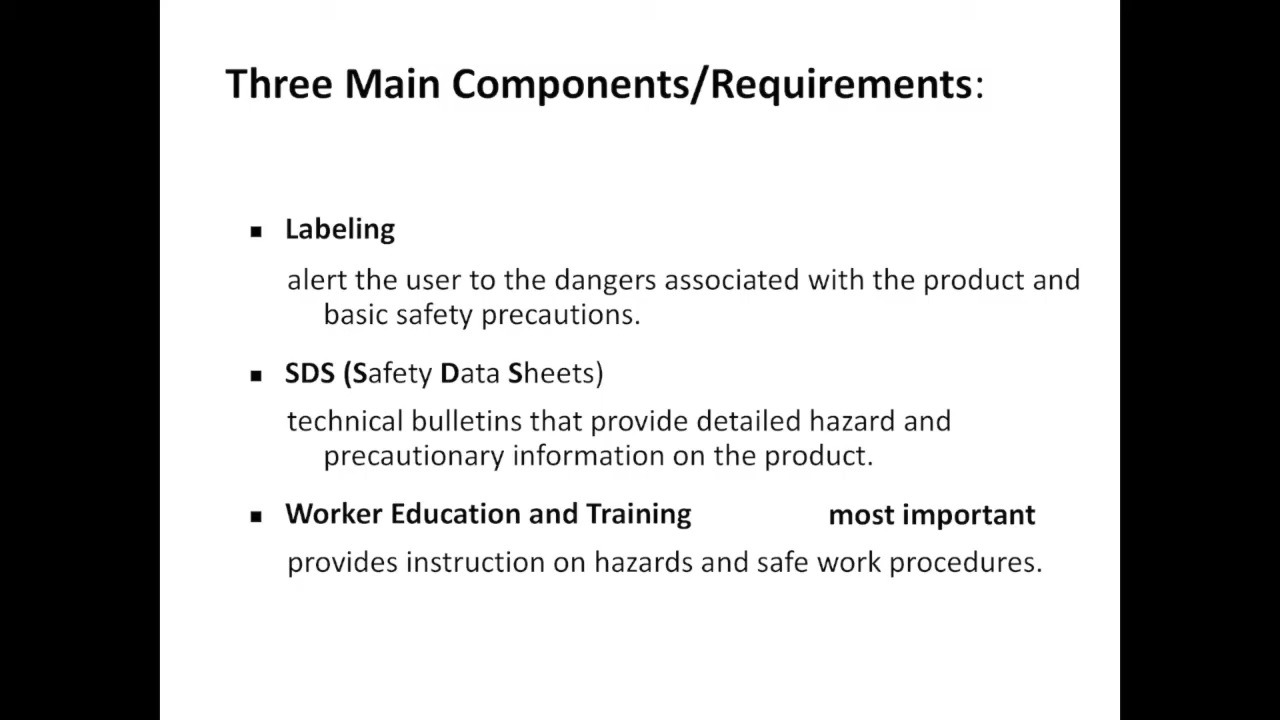 Three Main Components/Requirements:
▪ Labeling
alert the user to the dangers associated with the product and
basic safety precautions.
▪ SDS (Safety Data Sheets)
technical bulletins that provide detailed hazard and
precautionary information on the product.
▪ Worker Education and Training most important
provides instruction on hazards and safe work procedures.